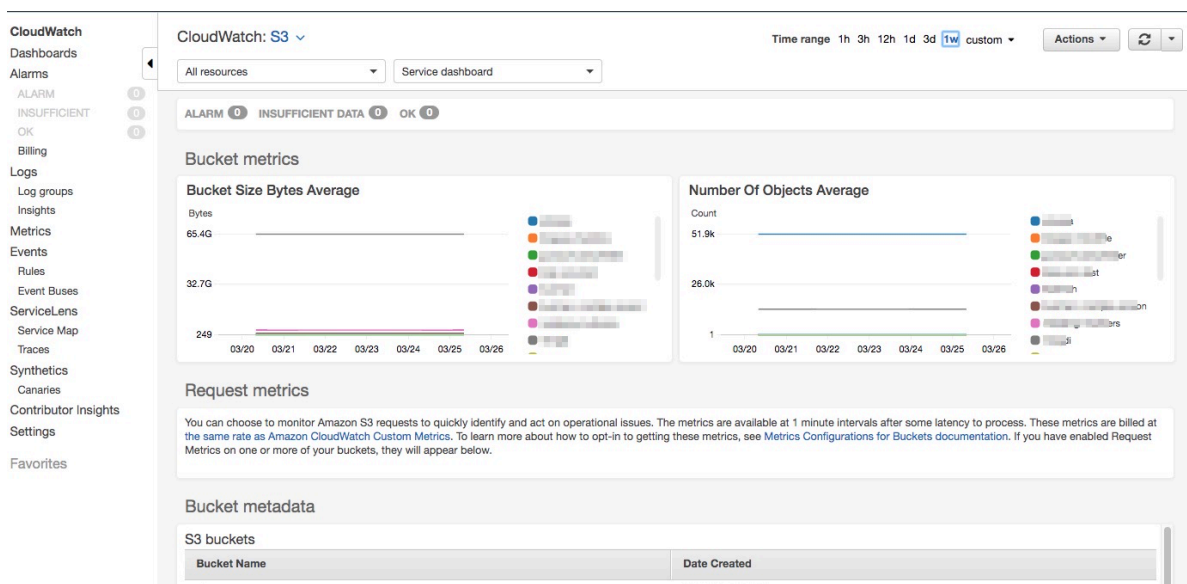 CloudWatch
Dashboards
Alarms
ALARM 0
INSUFFICIENT 0
OK 0
Billing
Logs
Log groups
Insights
Metrics
Events
Rules
Event Buses
ServiceLens
Service Map
Traces
Synthetics
Canaries
Contributor Insights
Settings
Favorites
CloudWatch: S3
Time range 1h 3h 12h 1d 3d 1w custom
Actions
All resources
Service dashboard
ALARM 0 INSUFFICIENT DATA 0 OK 0
Bucket metrics
Bucket Size Bytes Average
Bytes
65.4G
32.7G
249
03/20 03/21 03/22 03/23 03/24 03/25 03/26
Number Of Objects Average
Count
51.9k
26.0k
1
03/20 03/21 03/22 03/23 03/24 03/25 03/26
Request metrics
You can choose to monitor Amazon S3 requests to quickly identify and act on operational issues. The metrics are available at 1 minute intervals after some latency to process. These metrics are billed at
the same rate as Amazon CloudWatch Custom Metrics. To learn more about how to opt-in to getting these metrics, see Metrics Configurations for Buckets documentation. If you have enabled Request
Metrics on one or more of your buckets, they will appear below.
Bucket metadata
S3 buckets
Bucket Name Date Created